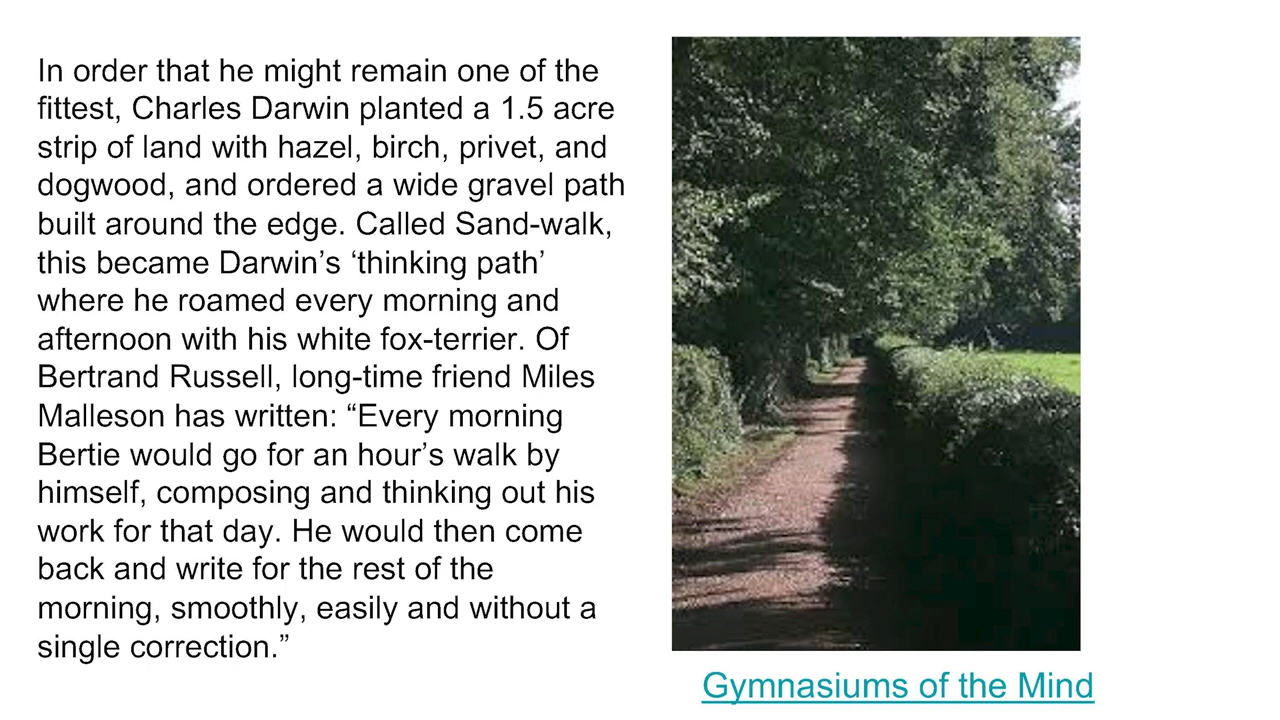 In order that he might remain one of the
fittest, Charles Darwin planted a 1.5 acre
strip of land with hazel, birch, privet, and
dogwood, and ordered a wide gravel path
built around the edge. Called Sand-walk,
this became Darwin’s ‘thinking path’
where he roamed every morning and
afternoon with his white fox-terrier. Of
Bertrand Russell, long-time friend Miles
Malleson has written: “Every morning
Bertie would go for an hour’s walk by
himself, composing and thinking out his
work for that day. He would then come
back and write for the rest of the
morning, smoothly, easily and without a
single correction.”
Gymnasiums of the Mind